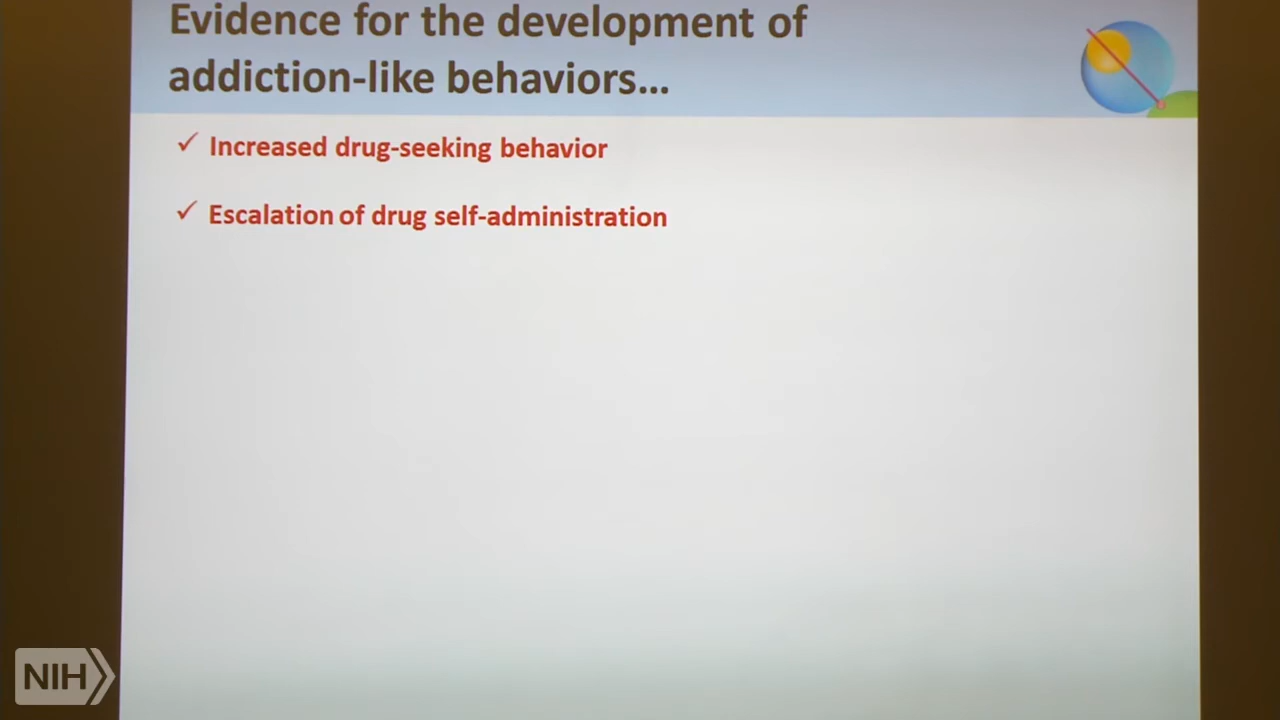 Evidence for the development of
addiction-like behaviors...
✓ Increased drug-seeking behavior
✓ Escalation of drug self-administration
NIH